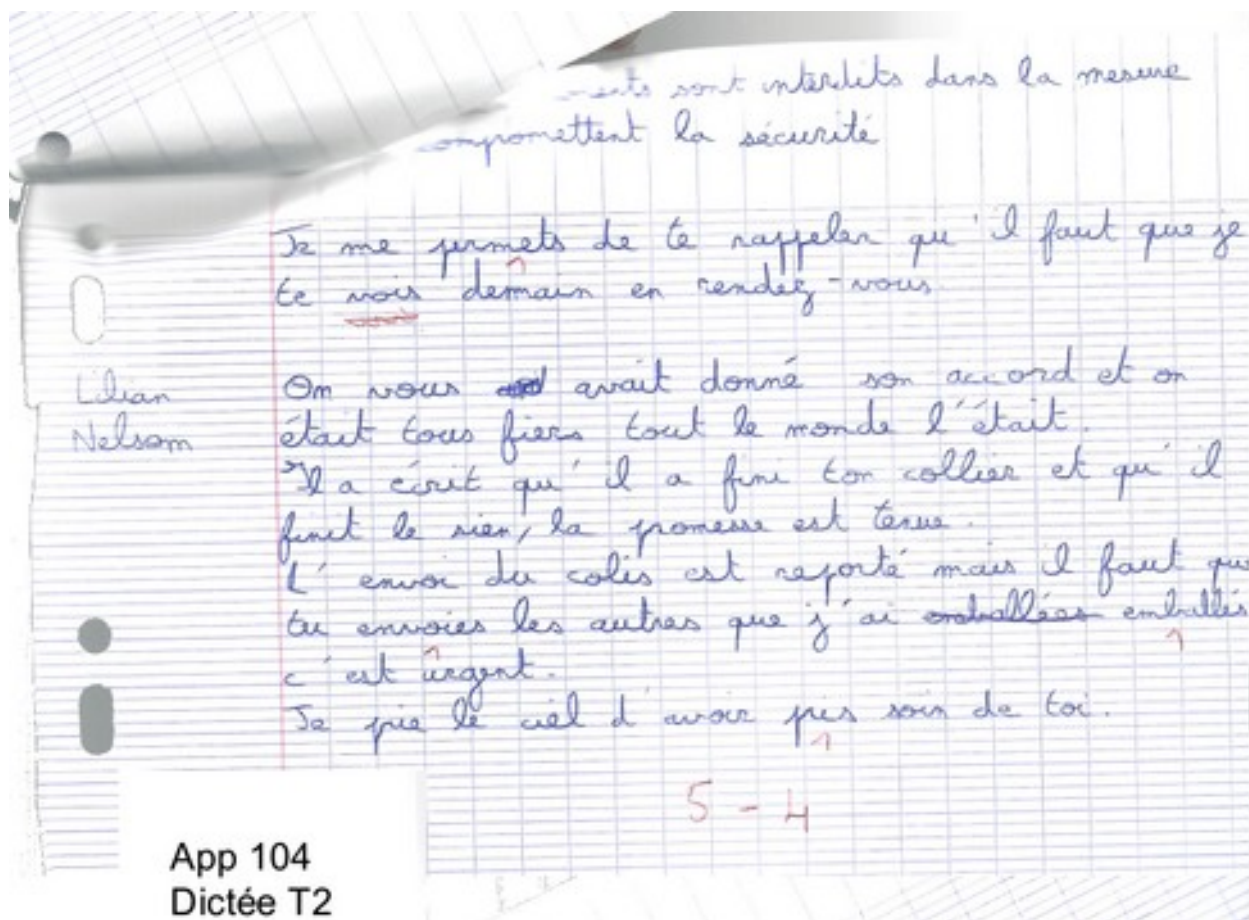 sont interdits dans la mesure
compromettent la sécurité
Je me permets de te rappeler qu'il faut que je
te vois demain en rendez-vous.
Lilian
On vous avait donné son accord et on
Nelsom
était tous fiers tout le monde l'était.
Il a écrit qu'il a fini ton collier et qu'il
finit le sien, la promesse est tenue.
L'envoi du colis est reporté mais il faut que
tu envoies les autres que j'ai emballés
c'est urgent.
Je prie le ciel d'avoir pris soin de toi.
5 - 4
App 104
Dictée T2